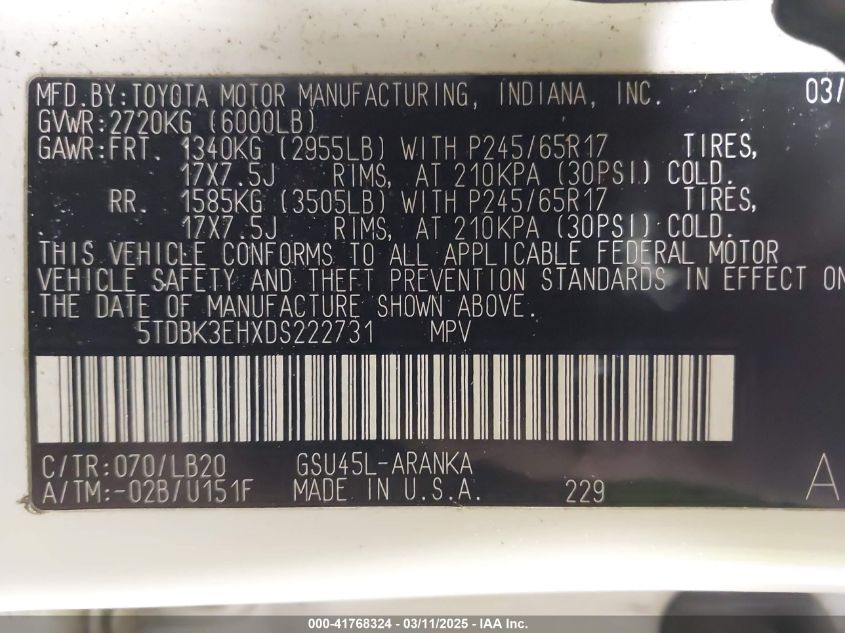 MFD.BY:TOYOTA MOTOR MANUFACTURING, INDIANA, INC. 03/
GVWR:2720KG (6000LB)
GAWR:FRT. 1340KG (2955LB) WITH P245/65R17 TIRES,
17X7.5J RIMS, AT 210KPA (30PSI) COLD.
RR. 1585KG (3505LB) WITH P245/65R17 TIRES,
17X7.5J RIMS, AT 210KPA (30PSI) COLD.
THIS VEHICLE CONFORMS TO ALL APPLICABLE FEDERAL MOTOR
VEHICLE SAFETY AND THEFT PREVENTION STANDARDS IN EFFECT ON
THE DATE OF MANUFACTURE SHOWN ABOVE.
5TDBK3EHXDS222731 MPV
C/TR:070/LB20 GSU45L-ARANKA A
A/TM:-02B/U151F MADE IN U.S.A. 229
000-41768324 - 03/11/2025 - IAA Inc.